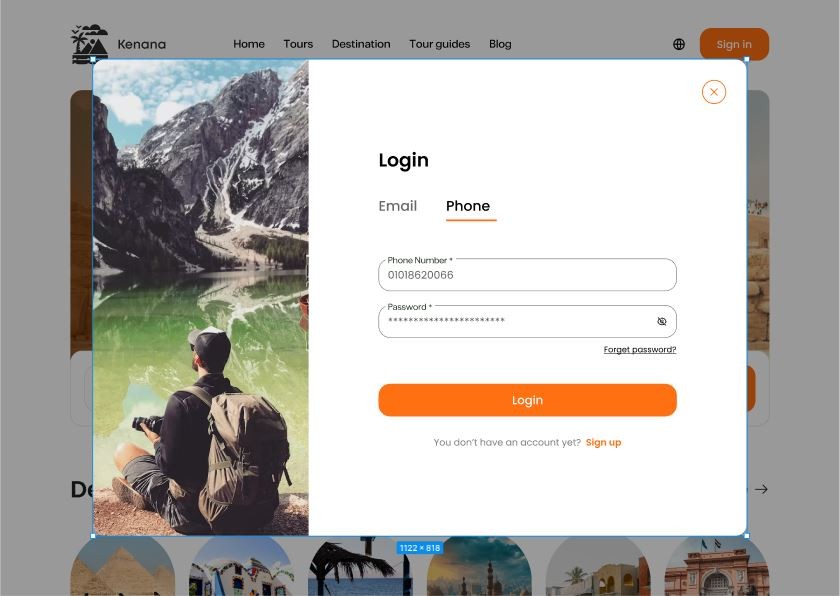 Kenana
Home Tours Destination Tour guides Blog
Sign in
Login
Email Phone
Phone Number *
01018620066
Password *
***********************
Forget password?
Login
You don't have an account yet? Sign up
De
1122 × 818